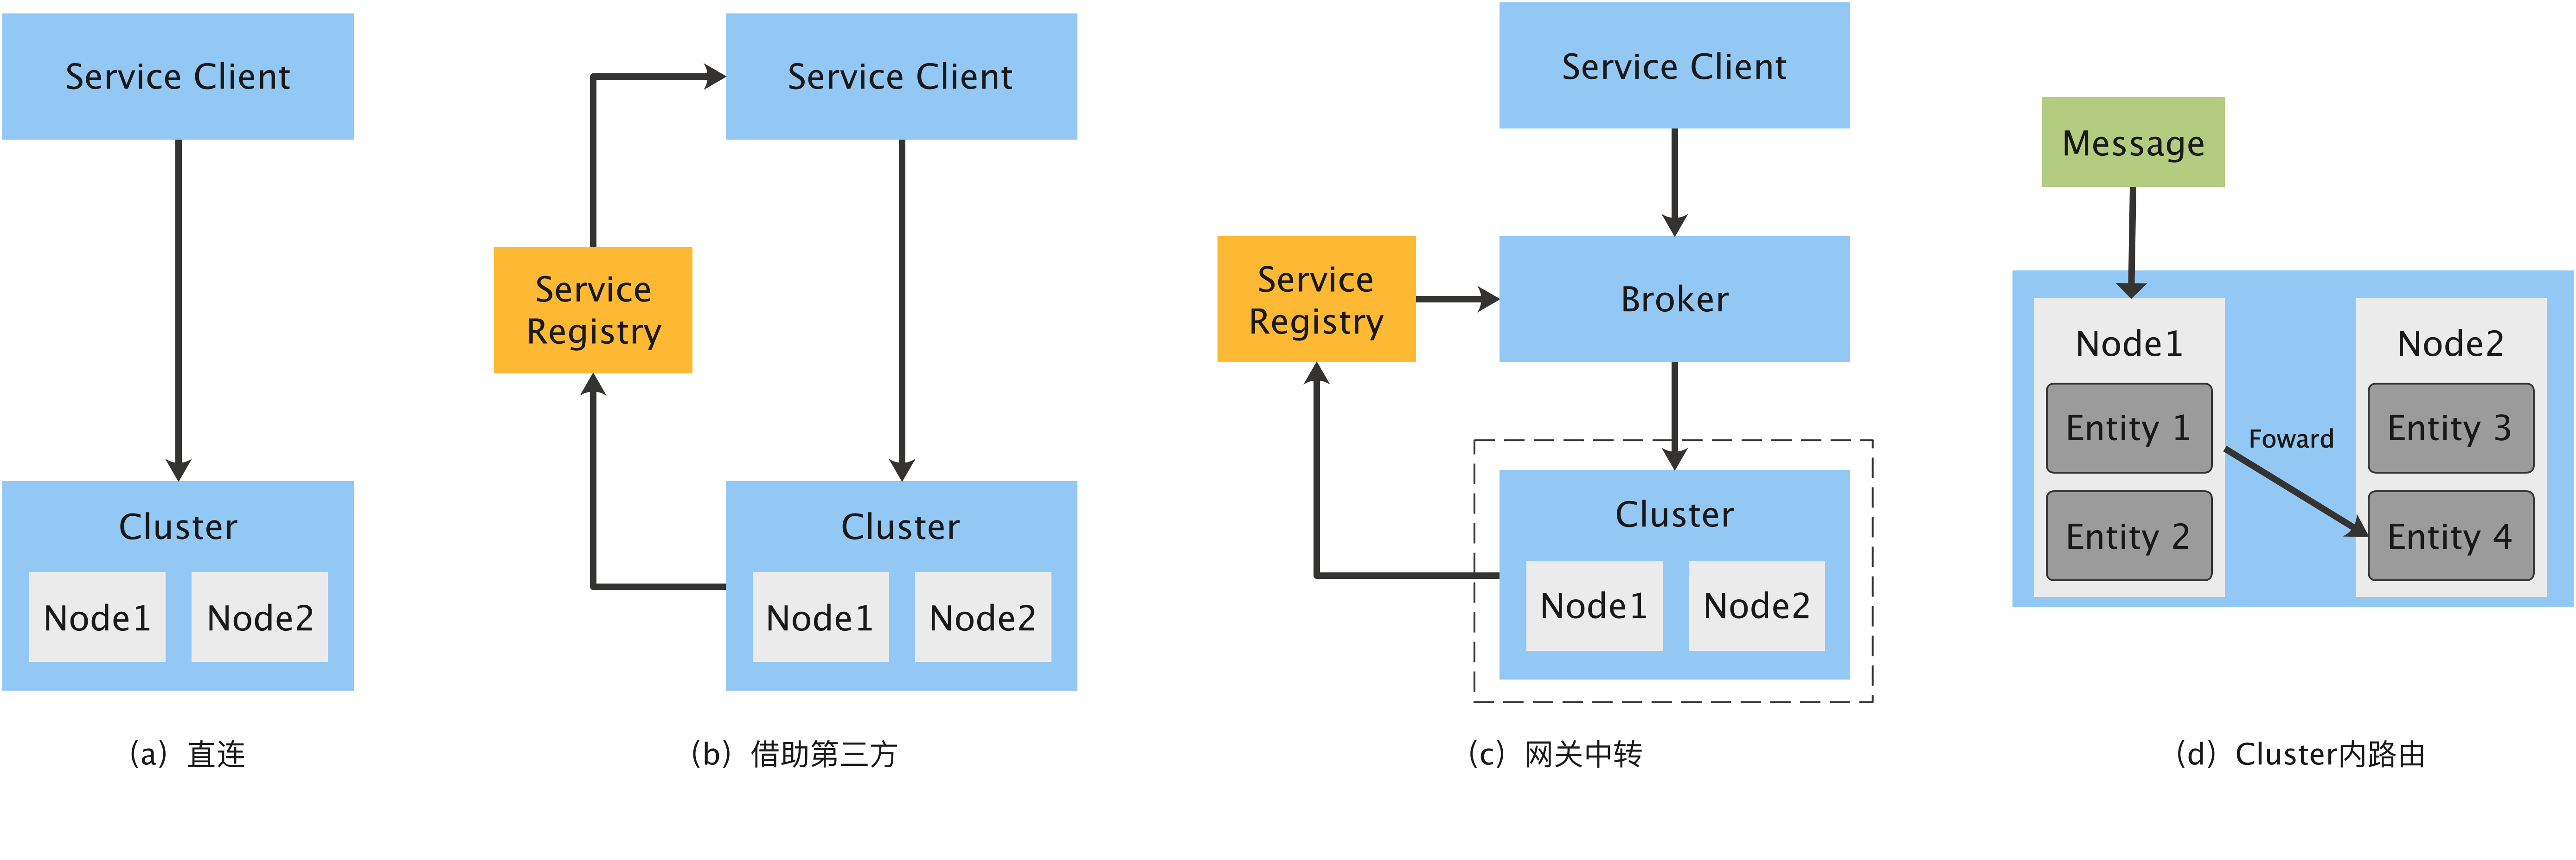 Service Client
Cluster
Node1
Node2
(a) 直连
Service Client
Service
Registry
Cluster
Node1
Node2
(b) 借助第三方
Service Client
Service
Registry
Broker
Cluster
Node1
Node2
(c) 网关中转
Message
Node1
Entity 1
Entity 2
Foward
Node2
Entity 3
Entity 4
(d) Cluster内路由